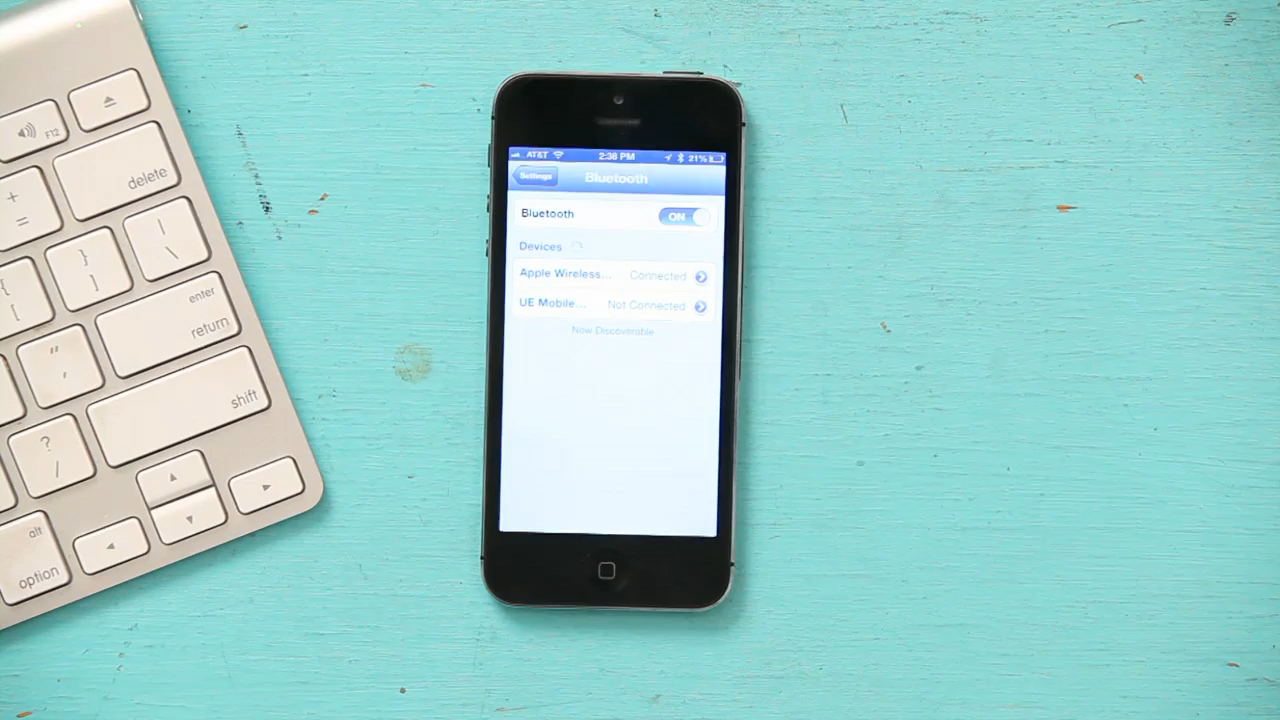 AT&T 2:36 PM 21%
Settings Bluetooth
Bluetooth ON
Devices
Apple Wireless... Connected
UE Mobile... Not Connected
Now Discoverable
F12
delete
+
=
|
\
}
]
{
[
enter
return
"
,
shift
?
/
alt
option